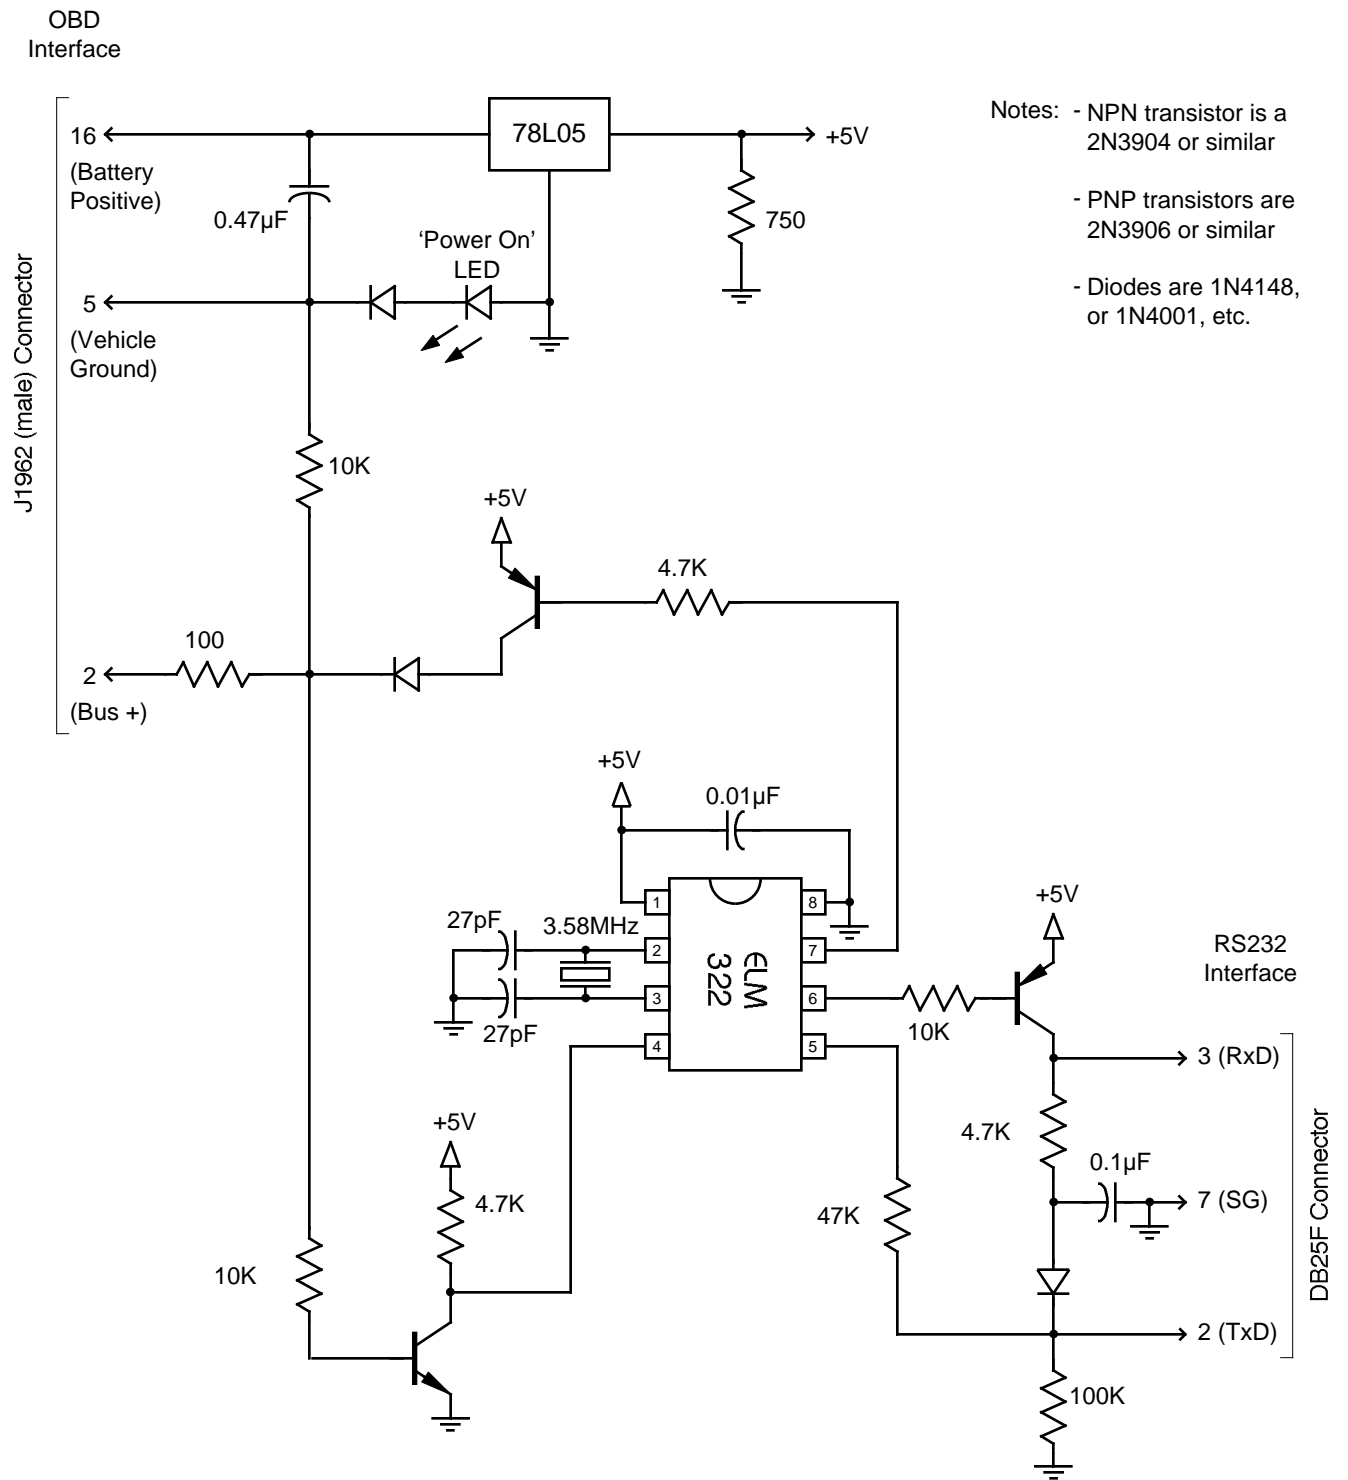 OBD
Interface
J1962 (male) Connector
16
(Battery
Positive)
0.47µF
78L05
+5V
750
Notes: - NPN transistor is a
2N3904 or similar
- PNP transistors are
2N3906 or similar
- Diodes are 1N4148,
or 1N4001, etc.
‘Power On’
LED
5
(Vehicle
Ground)
10K
+5V
4.7K
100
2
(Bus +)
+5V
0.01µF
27pF
3.58MHz
27pF
1
2
3
4
ELM
322
8
7
6
5
10K
+5V
RS232
Interface
3 (RxD)
4.7K
0.1µF
7 (SG)
47K
2 (TxD)
100K
DB25F Connector
+5V
4.7K
10K